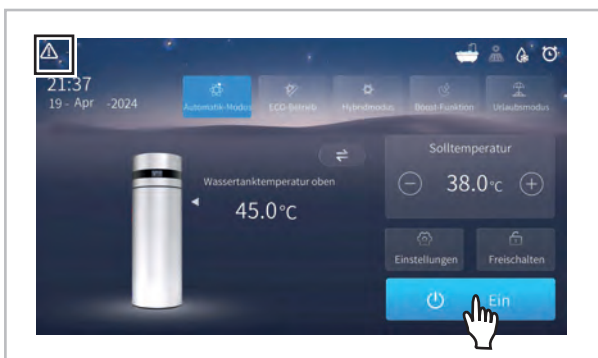 21:37
19 - Apr -2024
Automatik-Modus
ECO-Betrieb
Hybridmodus
Boost-Funktion
Urlaubsmodus
Wassertanktemperatur oben
45.0°C
Solltemperatur
38.0°C
Einstellungen
Freischalten
Ein